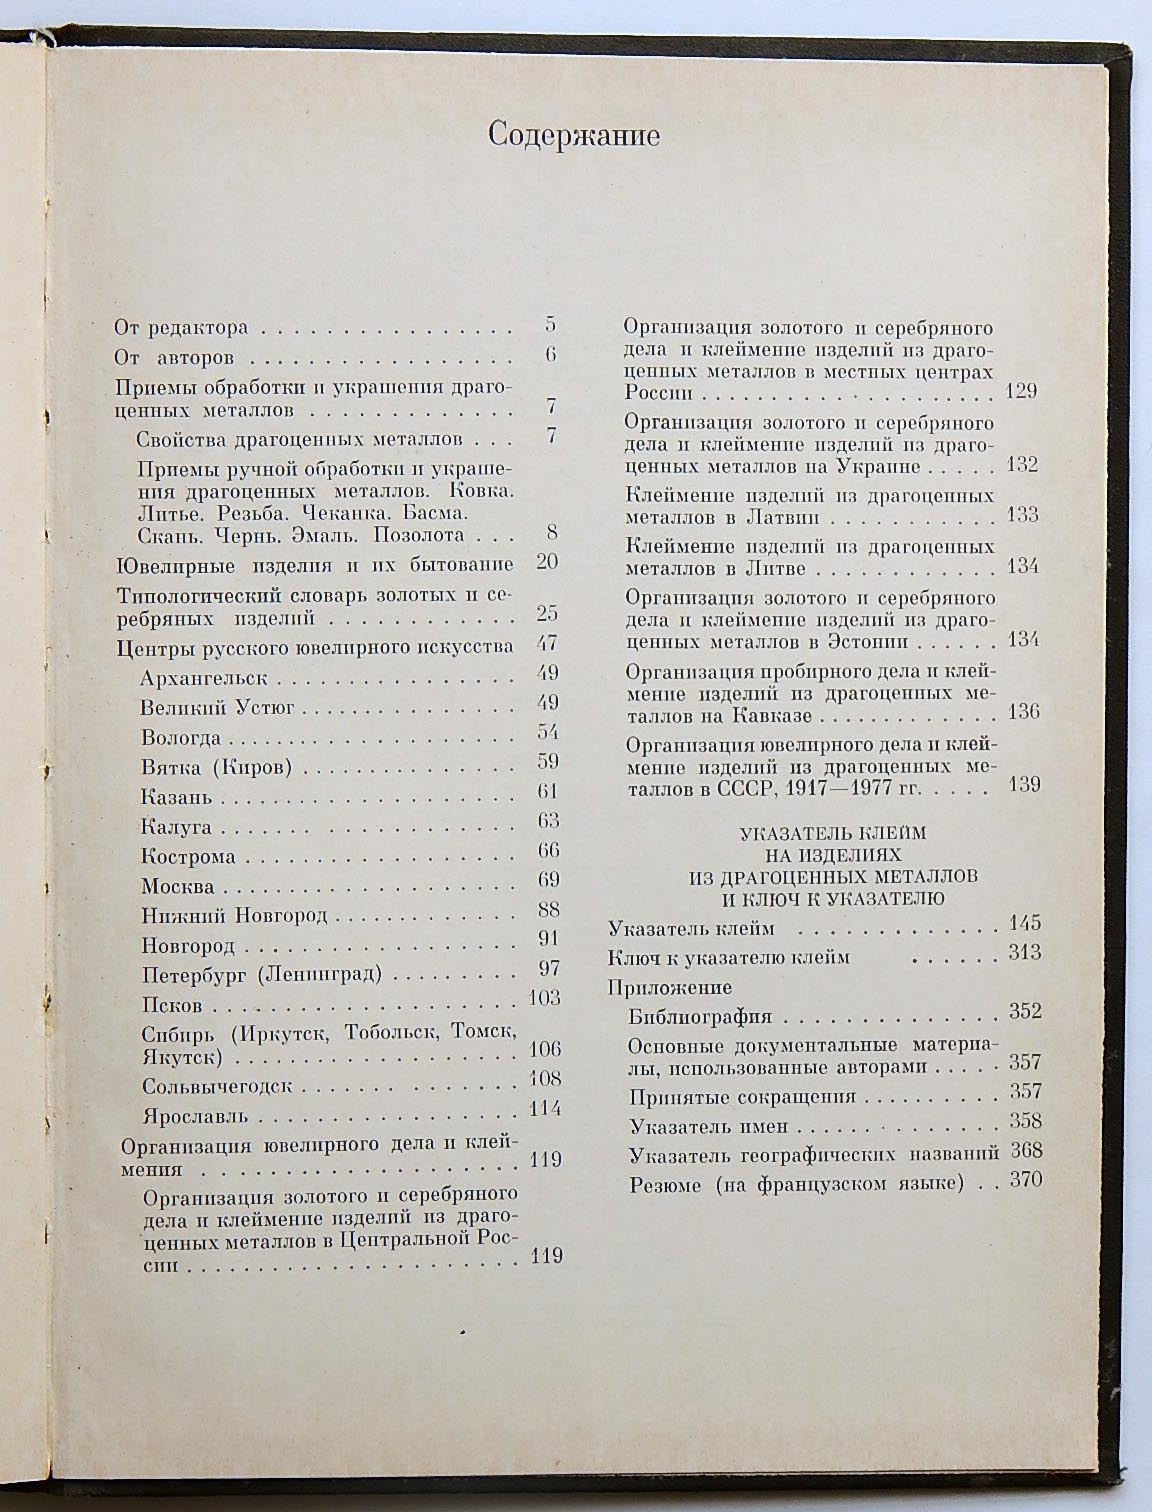 Содержание
От редактора . . . . . . . . . . . . . . . . 5
От авторов . . . . . . . . . . . . . . . . . 6
Приемы обработки и украшения драго-
ценных металлов . . . . . . . . . . . . . 7
Свойства драгоценных металлов . . . 7
Приемы ручной обработки и украше-
ния драгоценных металлов. Ковка.
Литье. Резьба. Чеканка. Басма.
Скань. Чернь. Эмаль. Позолота . . . 8
Ювелирные изделия и их бытование 20
Типологический словарь золотых и се-
ребряных изделий . . . . . . . . . . . . 25
Центры русского ювелирного искусства 47
Архангельск . . . . . . . . . . . . . . . 49
Великий Устюг . . . . . . . . . . . . . . 49
Вологда . . . . . . . . . . . . . . . . . . 54
Вятка (Киров) . . . . . . . . . . . . . . 59
Казань . . . . . . . . . . . . . . . . . . 61
Калуга . . . . . . . . . . . . . . . . . . 63
Кострома . . . . . . . . . . . . . . . . . 66
Москва . . . . . . . . . . . . . . . . . . 69
Нижний Новгород . . . . . . . . . . . . 88
Новгород . . . . . . . . . . . . . . . . . 91
Петербург (Ленинград) . . . . . . . . 97
Псков . . . . . . . . . . . . . . . . . . . 103
Сибирь (Иркутск, Тобольск, Томск,
Якутск) . . . . . . . . . . . . . . . . . . 106
Сольвычегодск . . . . . . . . . . . . . 108
Ярославль . . . . . . . . . . . . . . . . 114
Организация ювелирного дела и клей-
мения . . . . . . . . . . . . . . . . . . . . 119
Организация золотого и серебряного
дела и клеймение изделий из драго-
ценных металлов в Центральной Рос-
сии . . . . . . . . . . . . . . . . . . . . . 119
Организация золотого и серебряного
дела и клеймение изделий из драго-
ценных металлов в местных центрах
России . . . . . . . . . . . . . . . . . . . . 129
Организация золотого и серебряного
дела и клеймение изделий из драго-
ценных металлов на Украине . . . . . 132
Клеймение изделий из драгоценных
металлов в Латвии . . . . . . . . . . . 133
Клеймение изделий из драгоценных
металлов в Литве . . . . . . . . . . . . 134
Организация золотого и серебряного
дела и клеймение изделий из драго-
ценных металлов в Эстонии . . . . . . 134
Организация пробирного дела и клей-
мение изделий из драгоценных ме-
таллов на Кавказе . . . . . . . . . . . . 136
Организация ювелирного дела и клей-
мение изделий из драгоценных ме-
таллов в СССР, 1917—1977 гг. . . . . 139
УКАЗАТЕЛЬ КЛЕЙМ
НА ИЗДЕЛИЯХ
ИЗ ДРАГОЦЕННЫХ МЕТАЛЛОВ
И КЛЮЧ К УКАЗАТЕЛЮ
Указатель клейм . . . . . . . . . . . . . 145
Ключ к указателю клейм . . . . . . 313
Приложение
Библиография . . . . . . . . . . . . . . 352
Основные документальные материа-
лы, использованные авторами . . . . . 357
Принятые сокращения . . . . . . . . . . 357
Указатель имен . . . . . . . . . . . . . . 358
Указатель географических названий 368
Резюме (на французском языке) . . 370